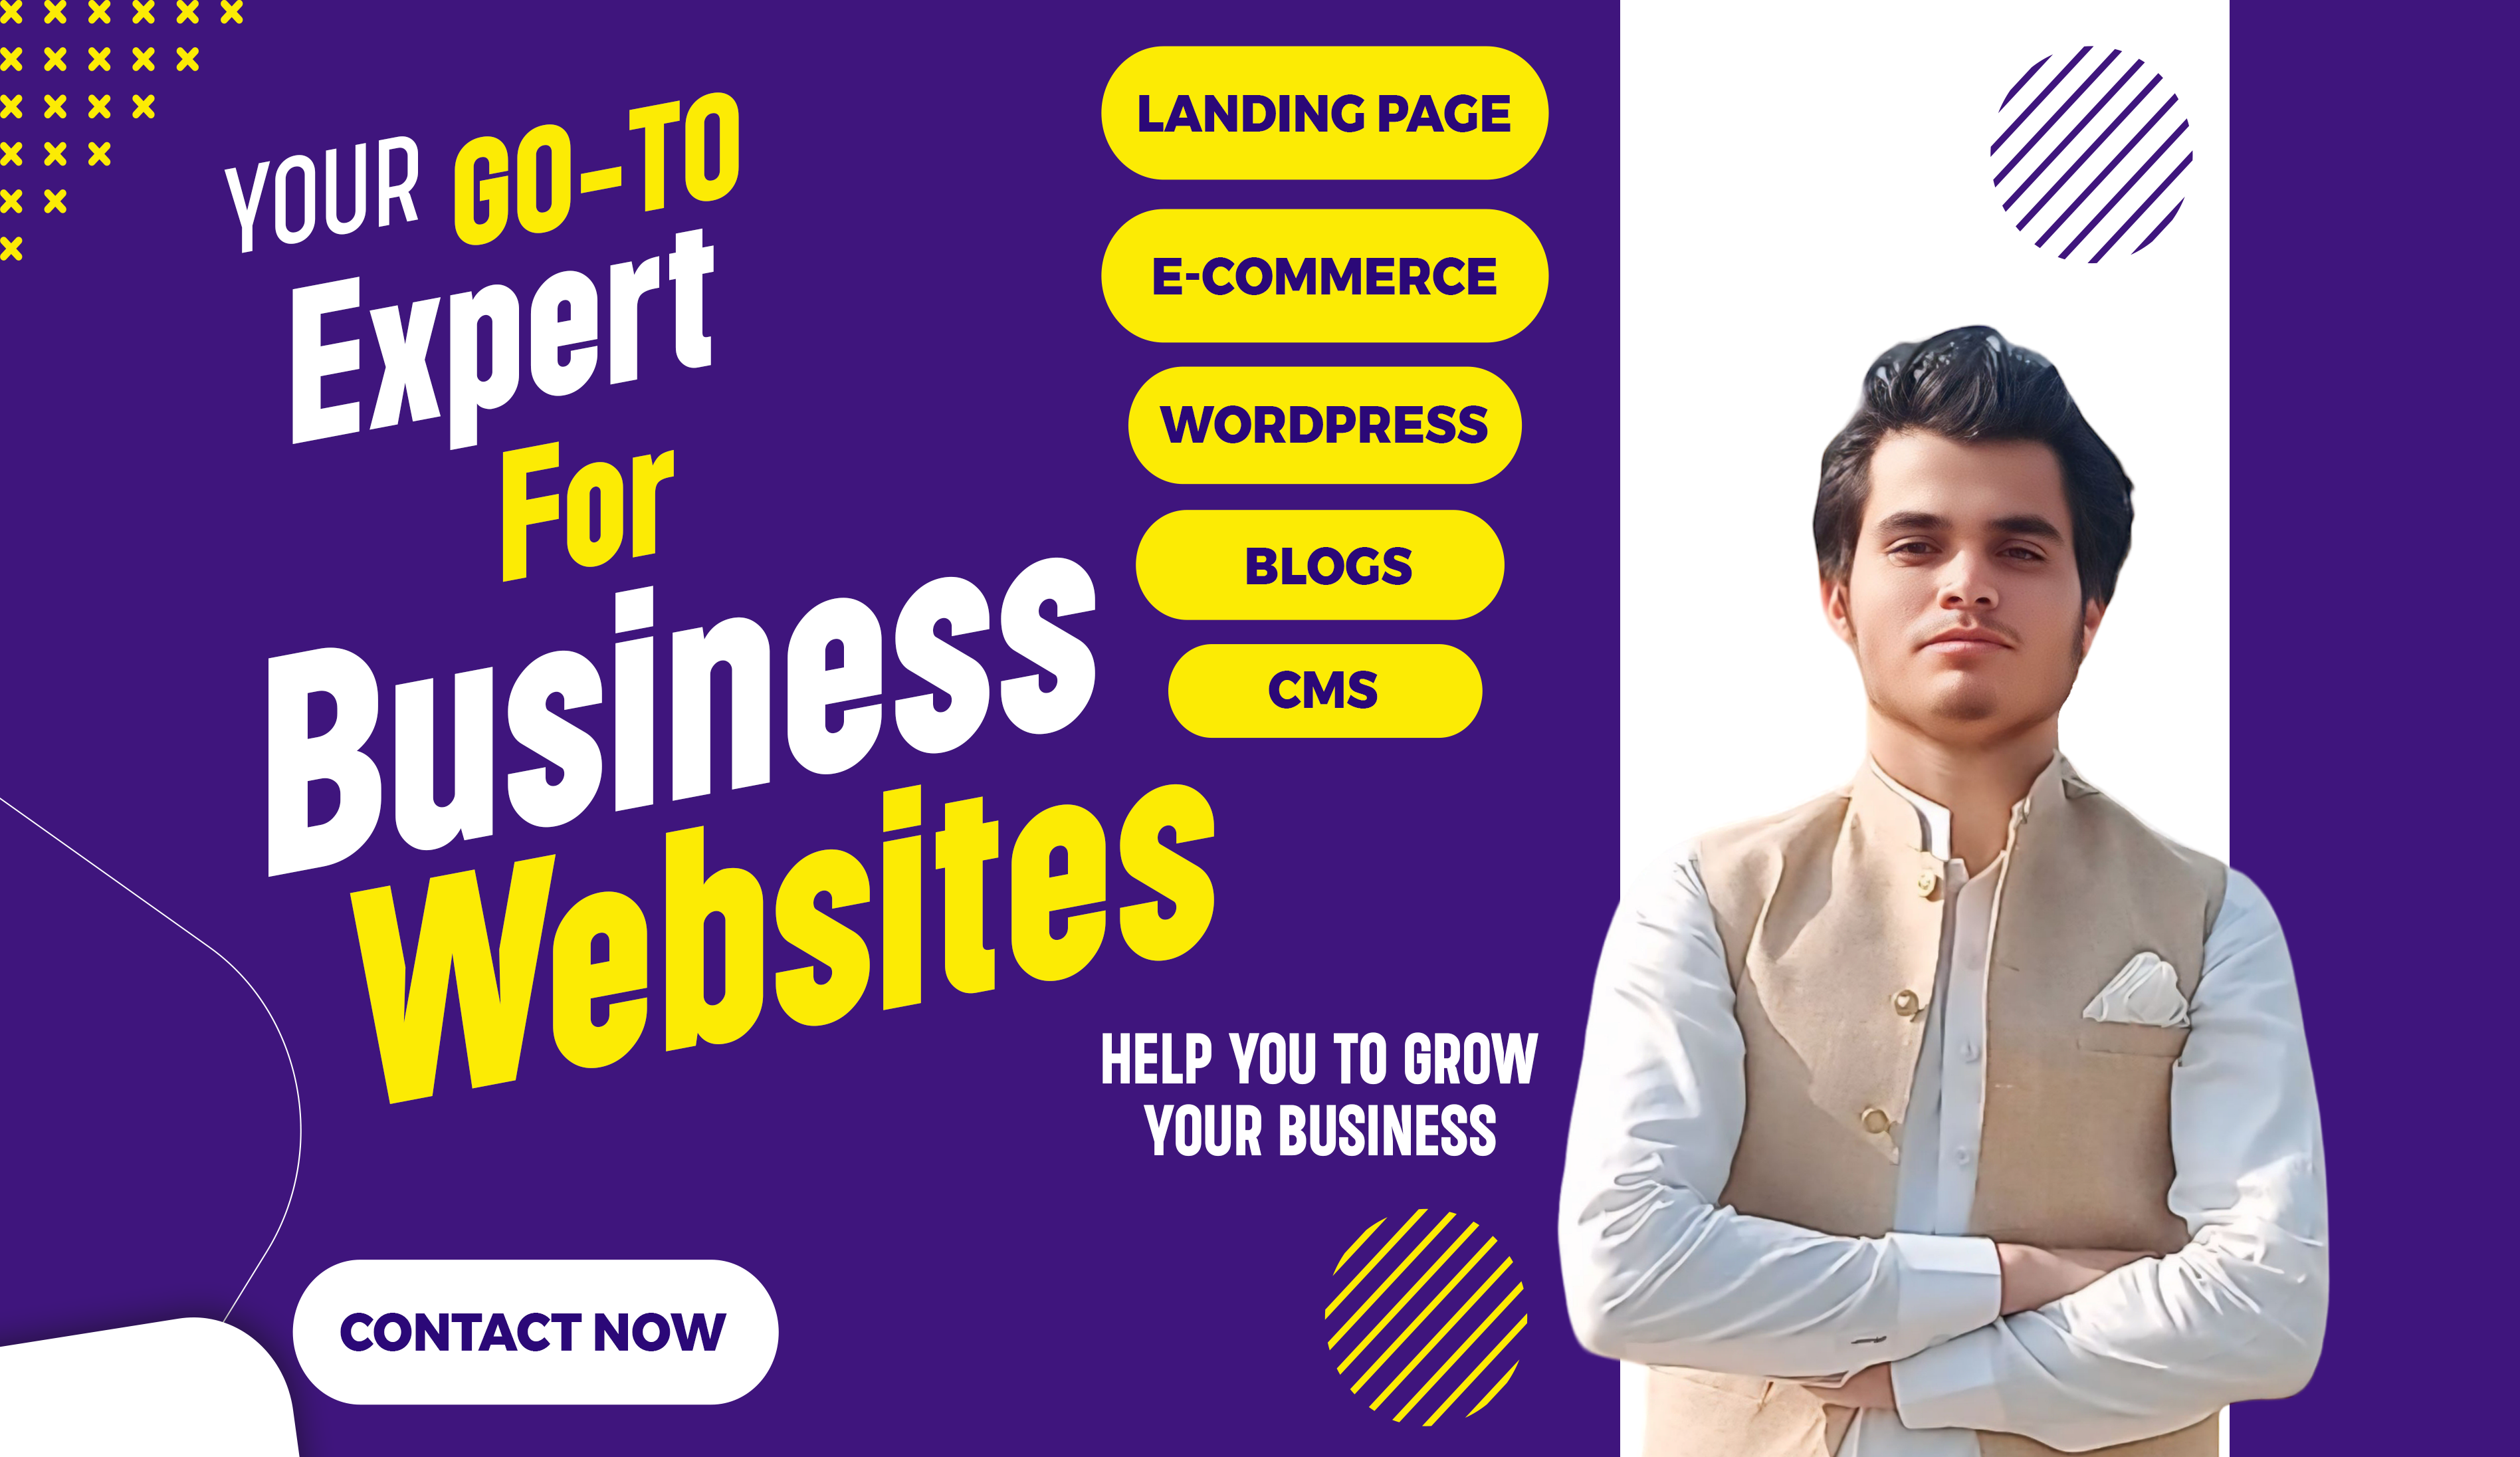 YOUR GO-TO
Expert
For
Business
Websites
LANDING PAGE
E-COMMERCE
WORDPRESS
BLOGS
CMS
HELP YOU TO GROW
YOUR BUSINESS
CONTACT NOW